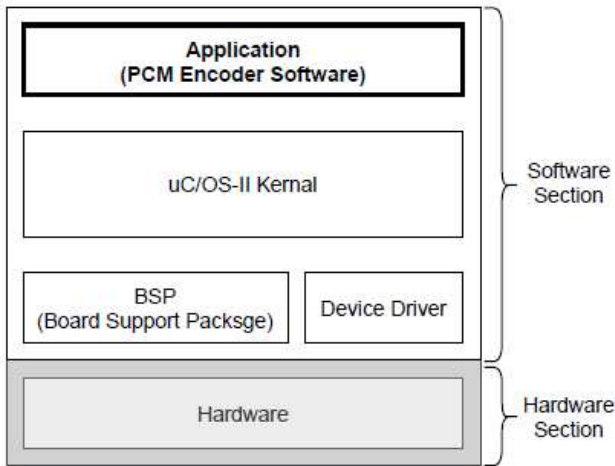 Application
(PCM Encoder Software)
uC/OS-II Kernal
Software
Section
BSP
(Board Support Packsge)
Device Driver
Hardware
Hardware
Section